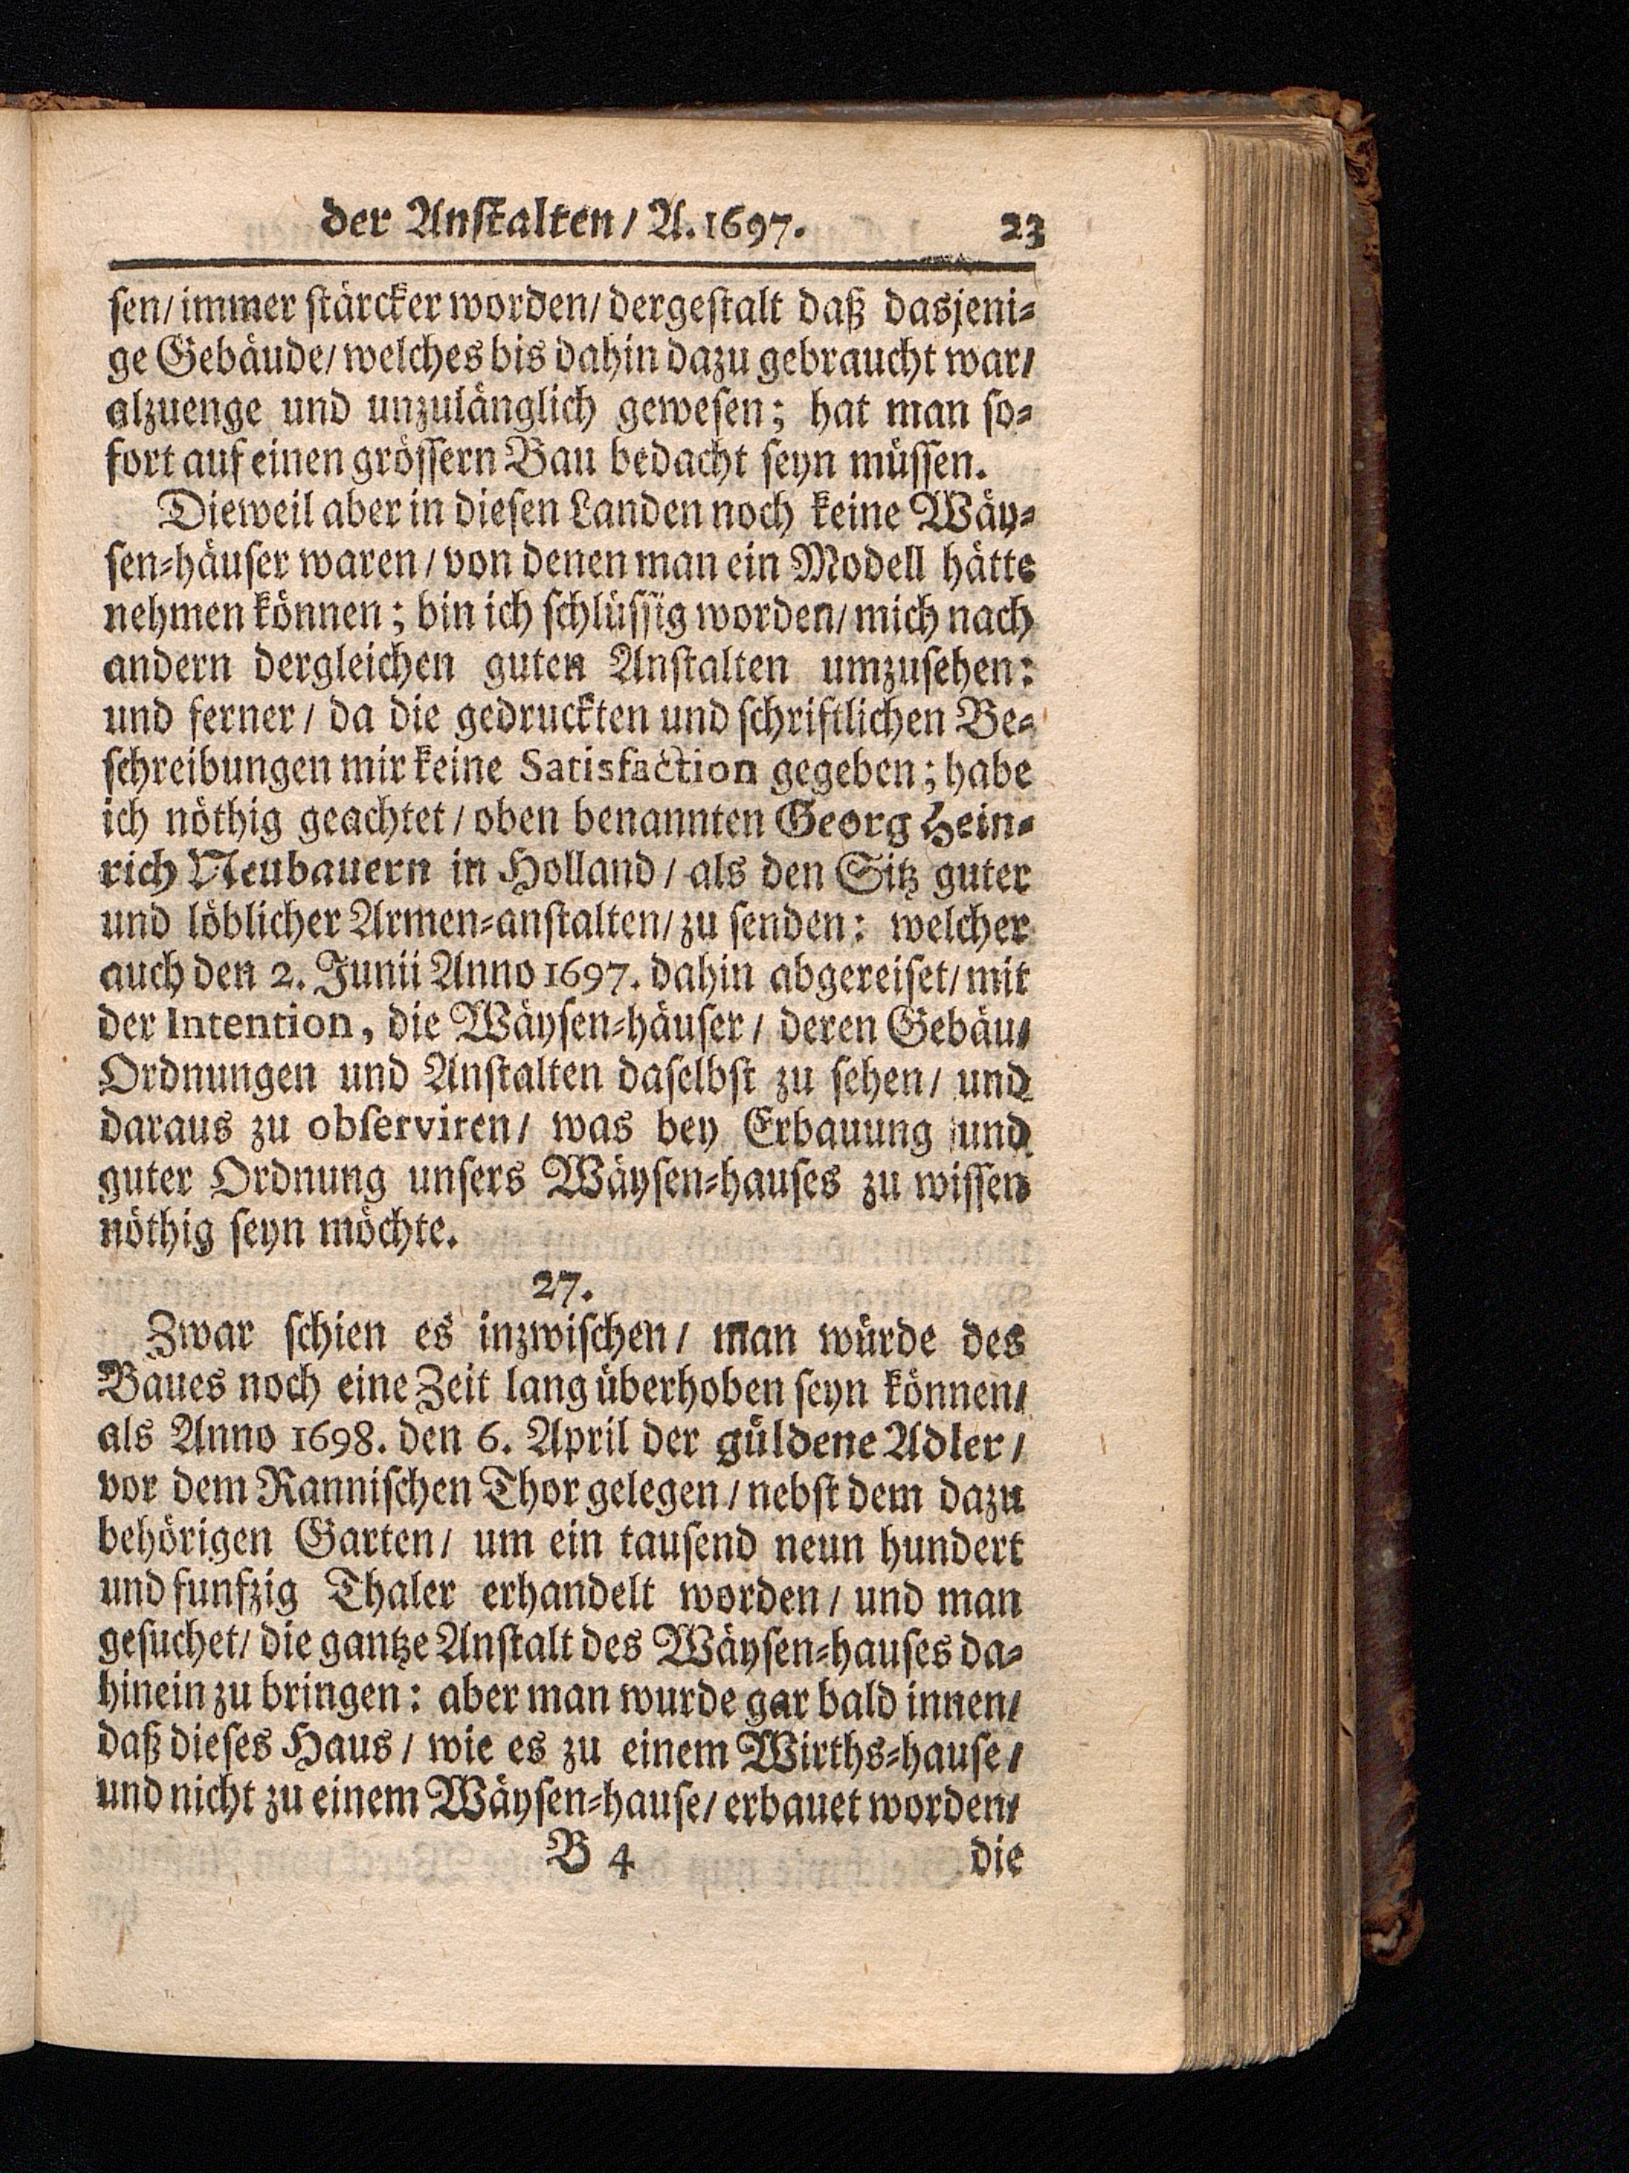 der Anſtalten / A. 1697. 23
ſen / immer ſtärcker worden / dergeſtalt daß dasjeni⸗
ge Gebäude / welches bis dahin dazu gebraucht war /
alzuenge und unzulänglich geweſen; hat man ſo⸗
fort auf einen gröſſern Bau bedacht ſeyn müſſen.
Dieweil aber in dieſen Landen noch keine Wäy⸗
ſen⸗häuſer waren / von denen man ein Modell hätte
nehmen können; bin ich ſchlüſſig worden / mich nach
andern dergleichen guten Anſtalten umzuſehen:
und ferner / da die gedruckten und ſchriftlichen Be⸗
ſchreibungen mir keine Satisfaction gegeben; habe
ich nöthig geachtet / oben benannten Georg Hein⸗
rich Neubauern in Holland / als den Sitz guter
und löblicher Armen⸗anſtalten / zu ſenden: welcher
auch den 2. Junii Anno 1697. dahin abgereiſet / mit
der Intention, die Wäyſen⸗häuſer / deren Gebäu /
Ordnungen und Anſtalten daſelbſt zu ſehen / und
daraus zu obſerviren / was bey Erbauung und
guter Ordnung unſers Wäyſen⸗hauſes zu wiſſen
nöthig ſeyn möchte.
27.
Zwar ſchien es inzwiſchen / man würde des
Baues noch eine Zeit lang überhoben ſeyn können /
als Anno 1698. den 6. April der güldene Adler /
vor dem Ranniſchen Thor gelegen / nebſt dem dazu
behörigen Garten / um ein tauſend neun hundert
und funfzig Thaler erhandelt worden / und man
geſuchet / die gantze Anſtalt des Wäyſen⸗hauſes da⸗
hinein zu bringen: aber man wurde gar bald innen /
daß dieſes Haus / wie es zu einem Wirths⸗hauſe /
und nicht zu einem Wäyſen⸗hauſe / erbauet worden /
B 4 die